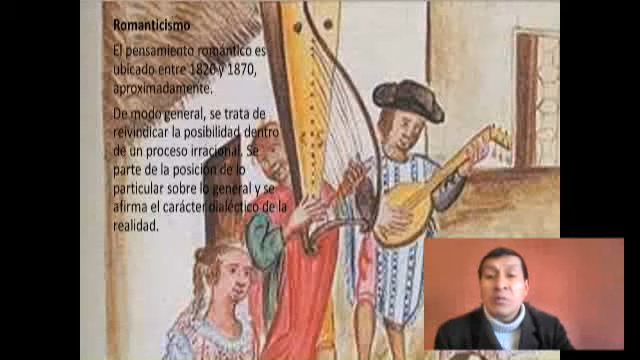 Romanticismo
El pensamiento romántico es
ubicado entre 1820 y 1870,
aproximadamente.
De modo general, se trata de
reivindicar la posibilidad dentro
de un proceso irracional. Se
parte de la posición de lo
particular sobre lo general y se
afirma el carácter dialéctico de la
realidad.